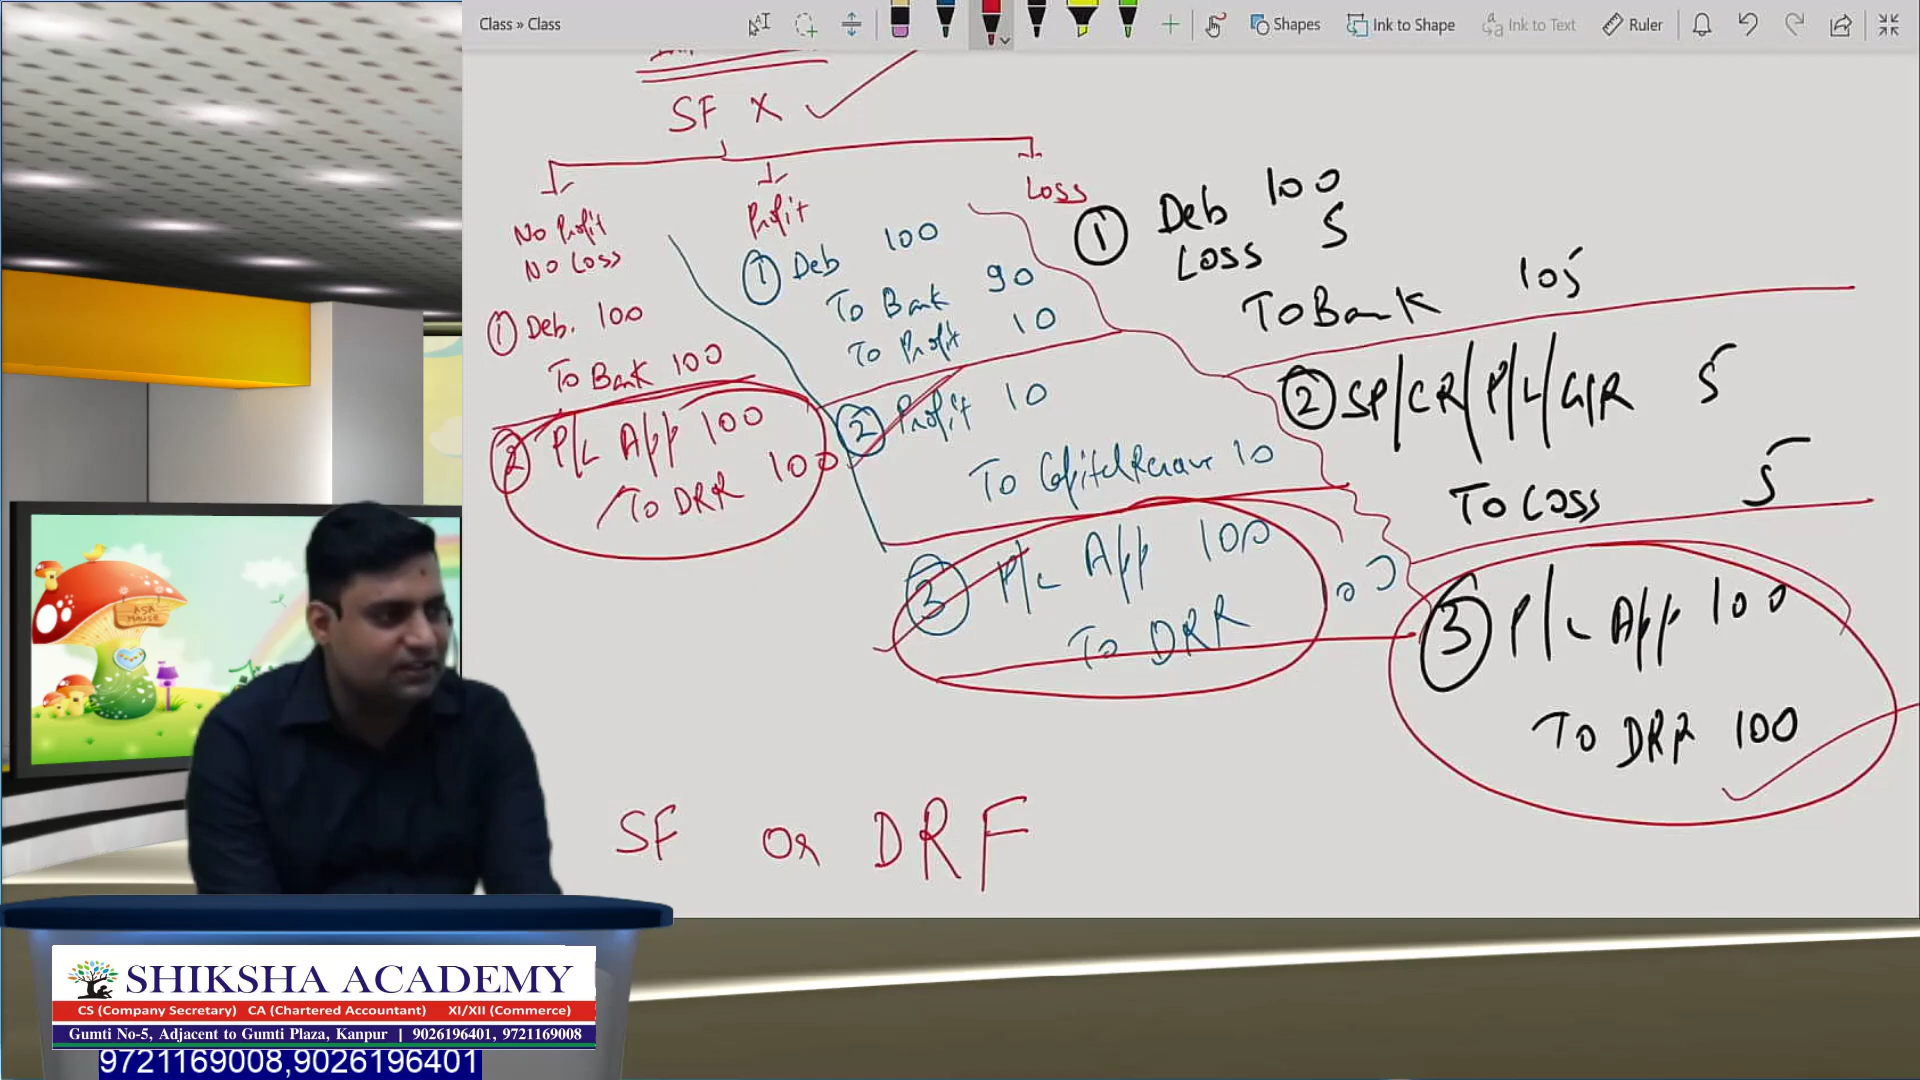 Class » Class
Shapes
Ink to Shape
Ink to Text
Ruler
SF X
No Profit
No Loss
① Deb. 100
To Bank 100
② P/L App 100
To DRR 100
Profit
① Deb 100
To Bank 90
To Profit 10
② Profit 10
To Capital Reserve 10
③ P/L App 100
To DRR
Loss
① Deb 100
Loss 5
To Bank 105
② SP/CR/P/L/G/R 5
To Loss 5
③ P/L App 100
To DRR 100
SF or DRF
ASA
HAUSE
SHIKSHA ACADEMY
CS (Company Secretary) CA (Chartered Accountant) XI/XII (Commerce)
Gumti No-5, Adjacent to Gumti Plaza, Kanpur | 9026196401, 9721169008
9721169008,9026196401